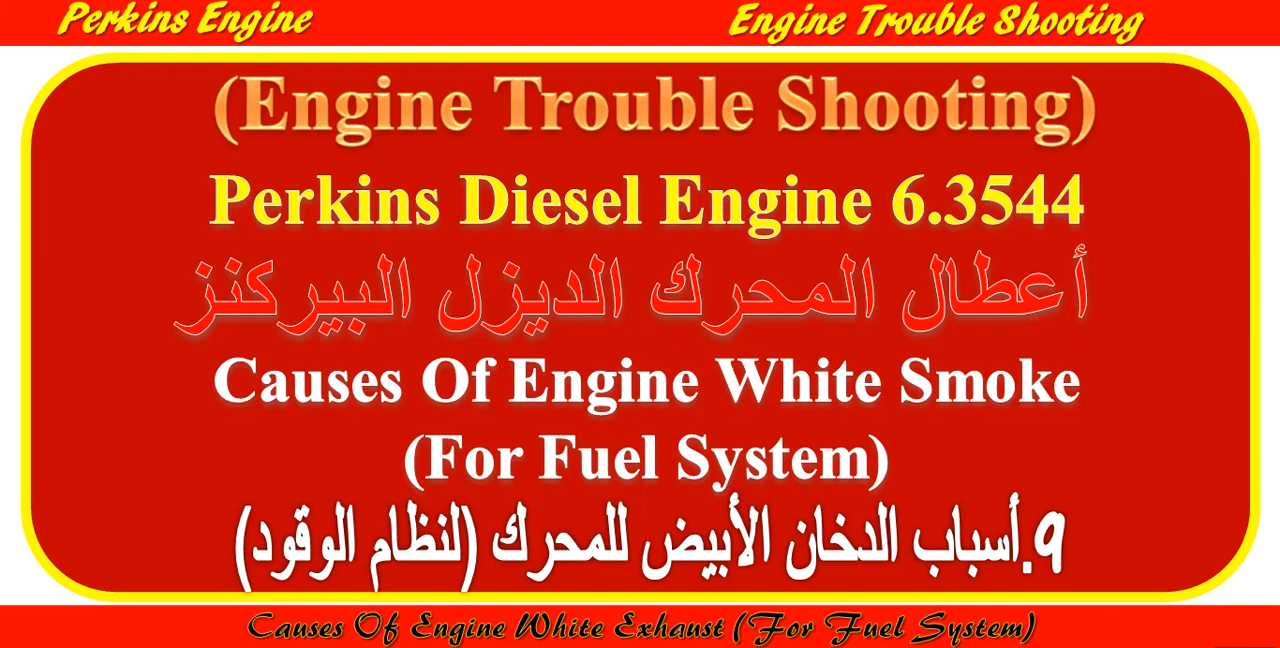 Perkins Engine
Engine Trouble Shooting
(Engine Trouble Shooting)
Perkins Diesel Engine 6.3544
أعطال المحرك الديزل البيركنز
Causes Of Engine White Smoke
(For Fuel System)
9.أسباب الدخان الأبيض للمحرك (لنظام الوقود)
Causes Of Engine White Exhaust (For Fuel System)